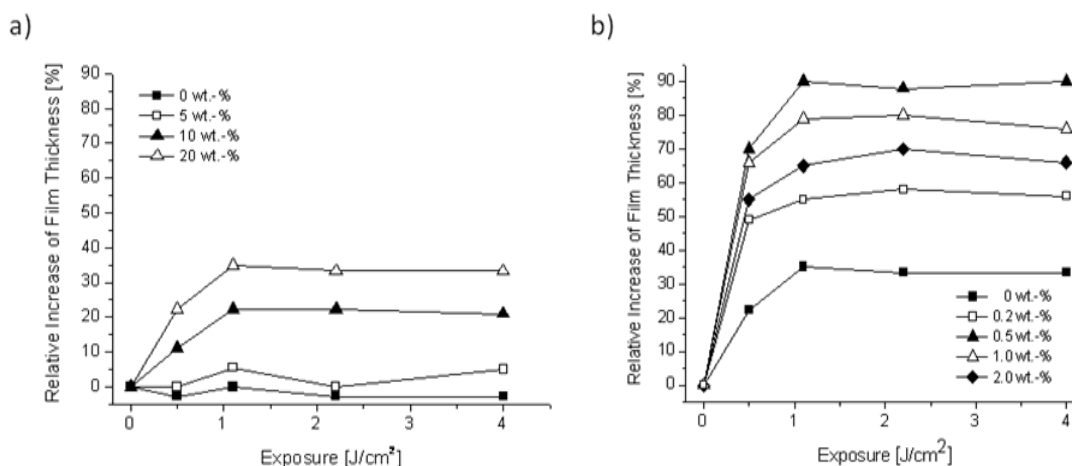 a)
Relative Increase of Film Thickness [%]
90
80
70
60
50
40
30
20
10
0
0 wt.-%
5 wt.-%
10 wt.-%
20 wt.-%
0 1 2 3 4
Exposure [J/cm²]
b)
Relative Increase of Film Thickness [%]
90
80
70
60
50
40
30
20
10
0
0 wt.-%
0.2 wt.-%
0.5 wt.-%
1.0 wt.-%
2.0 wt.-%
0 1 2 3 4
Exposure [J/cm²]